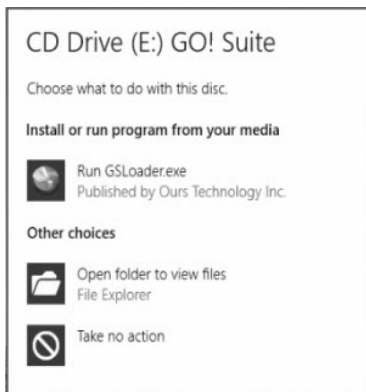 CD Drive (E:) GO! Suite
Choose what to do with this disc.
Install or run program from your media
Run GSLoader.exe
Published by Ours Technology Inc.
Other choices
Open folder to view files
File Explorer
Take no action